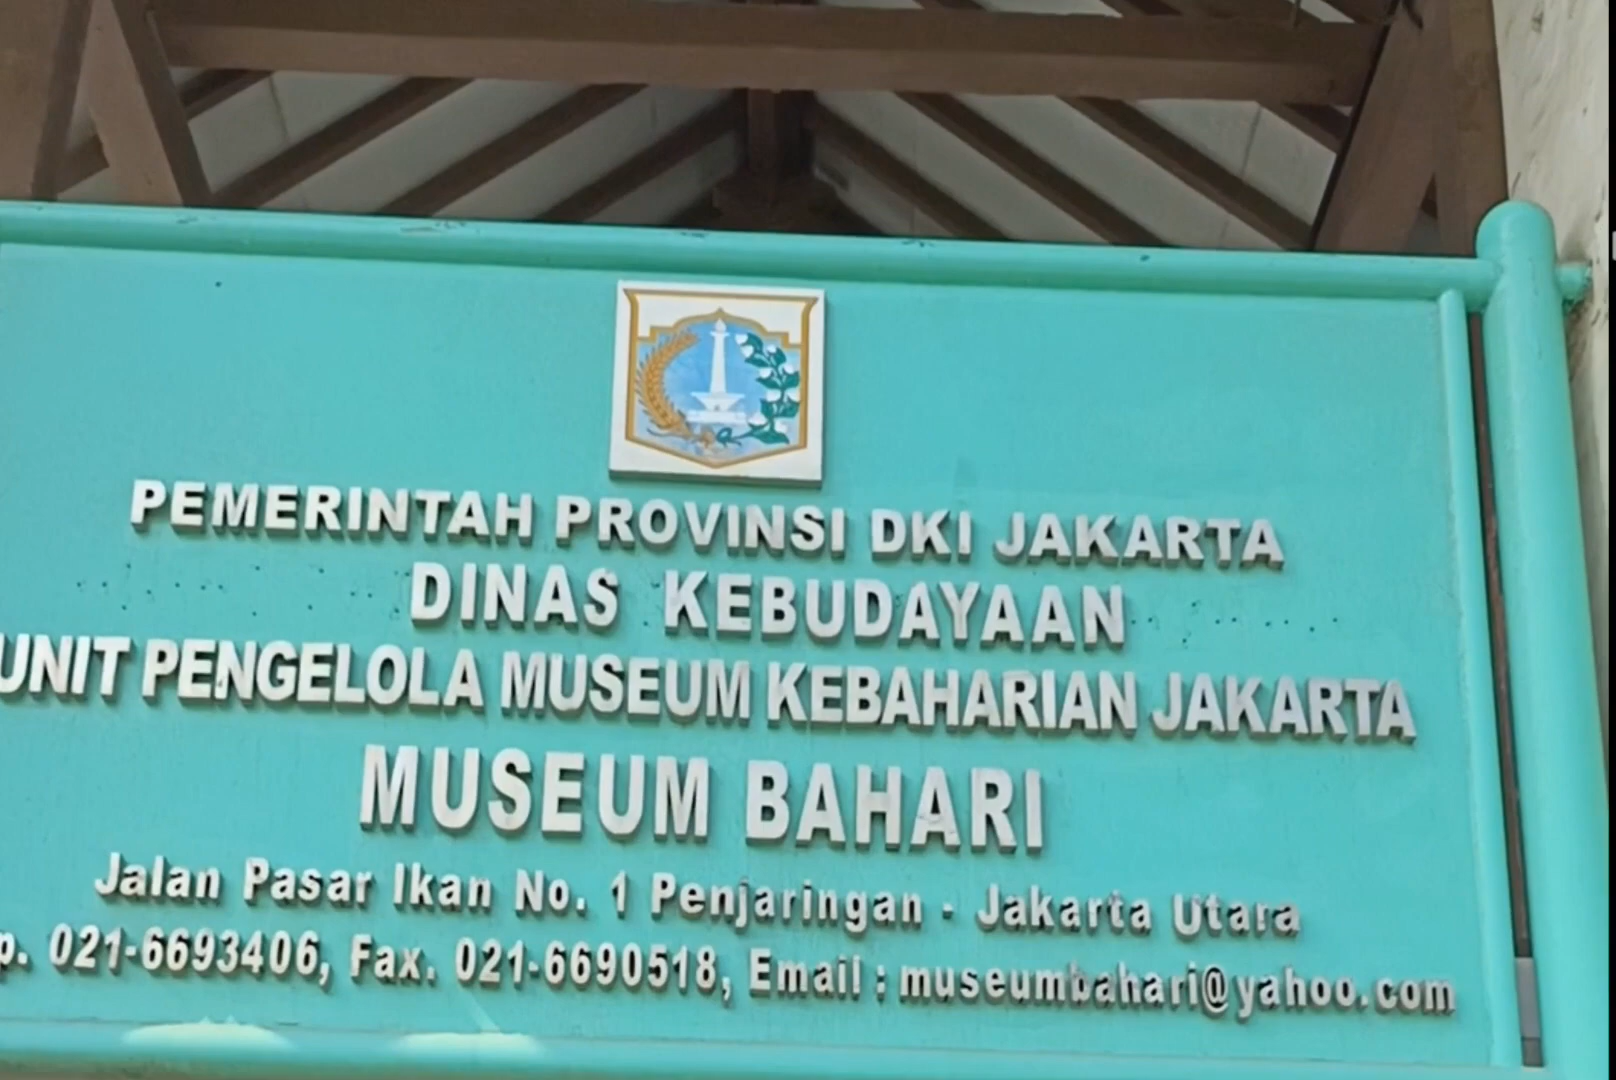 PEMERINTAH PROVINSI DKI JAKARTA
DINAS KEBUDAYAAN
UNIT PENGELOLA MUSEUM KEBAHARIAN JAKARTA
MUSEUM BAHARI
Jalan Pasar Ikan No. 1 Penjaringan - Jakarta Utara
p. 021-6693406, Fax. 021-6690518, Email : museumbahari@yahoo.com